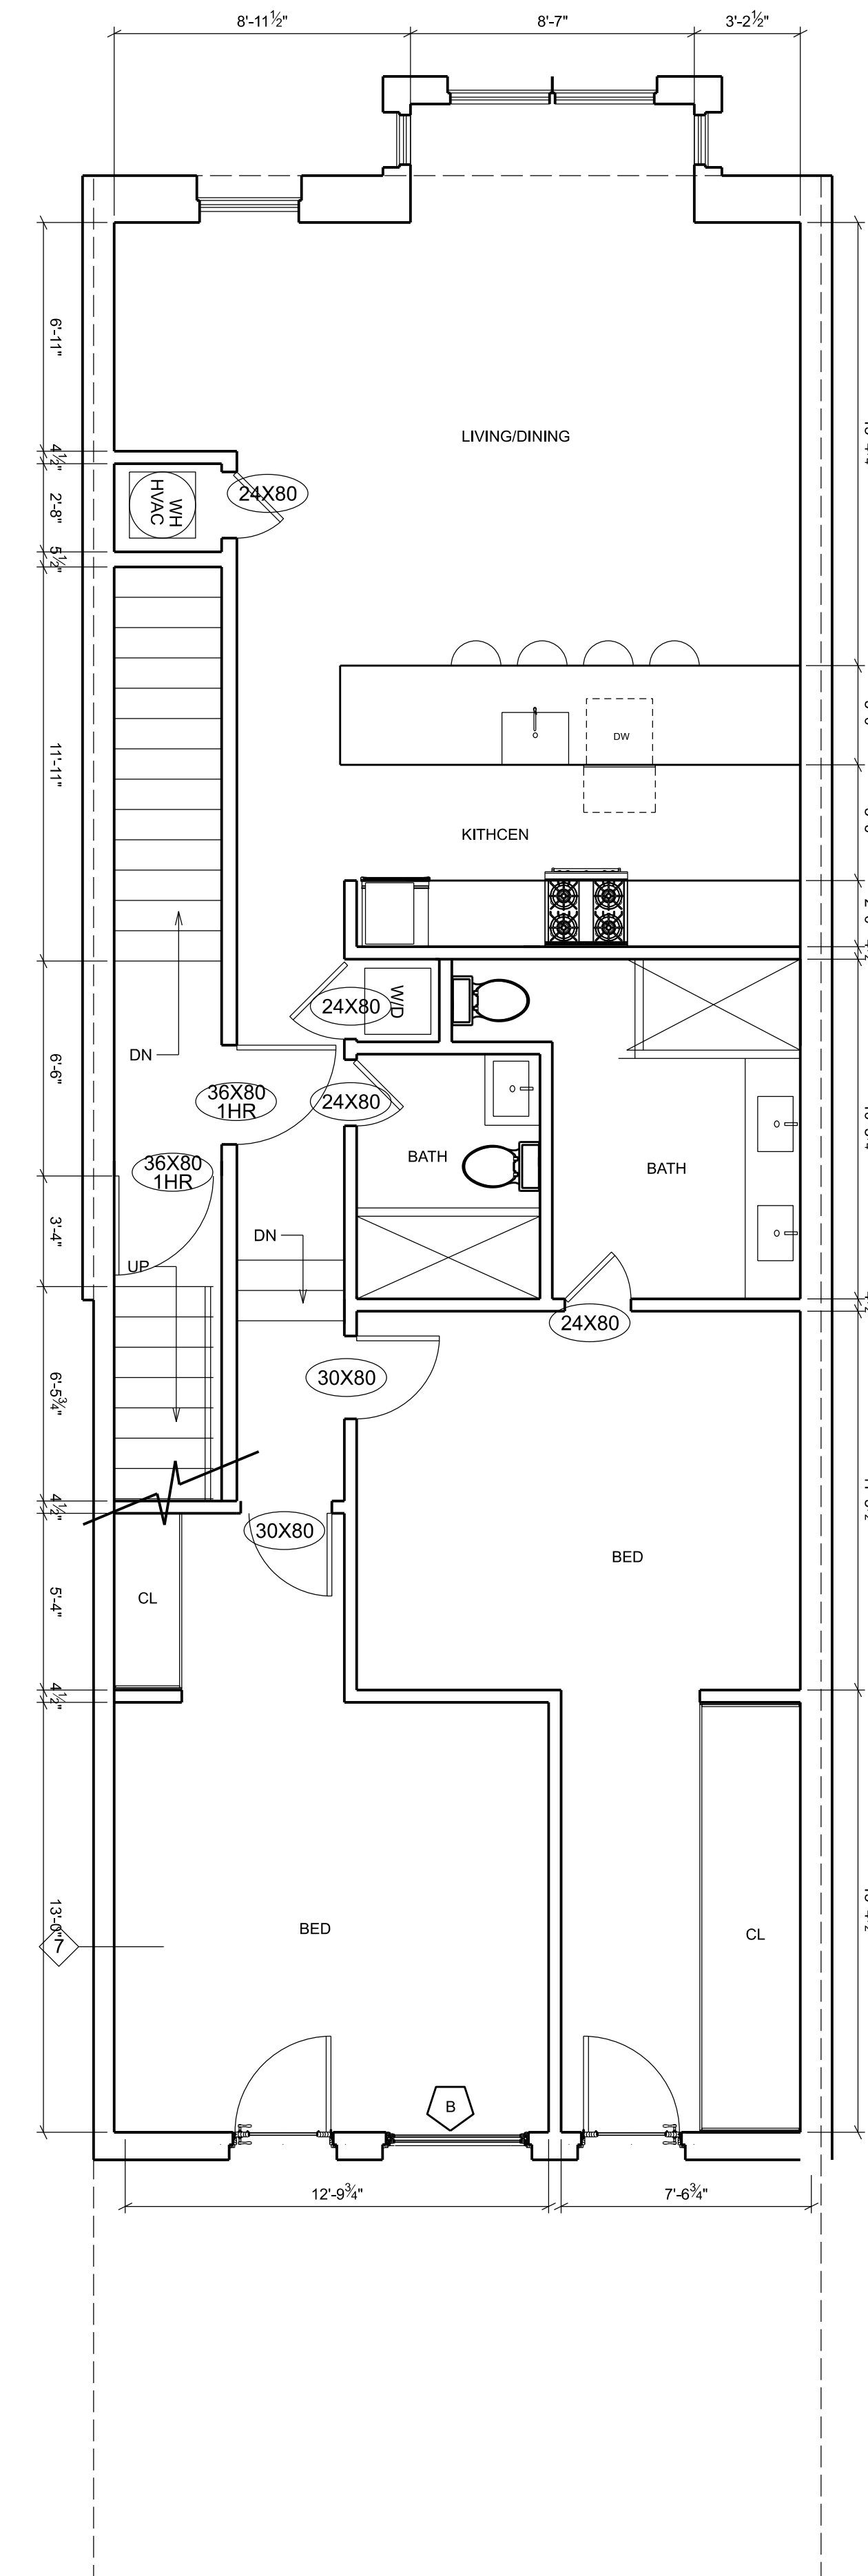 8'-11½"
8'-7"
3'-2½"
6'-11"
LIVING/DINING
4½"
24X80
WH
HVAC
2'-8"
5½"
DW
11'-11"
KITHCEN
W/D
24X80
DN
6'-6"
36X80
1HR
24X80
BATH
BATH
36X80
1HR
3'-4"
DN
UP
24X80
30X80
6'-5¾"
4½"
30X80
BED
CL
5'-4"
4½"
BED
CL
13'-0"
7
B
12'-9¾"
7'-6¾"